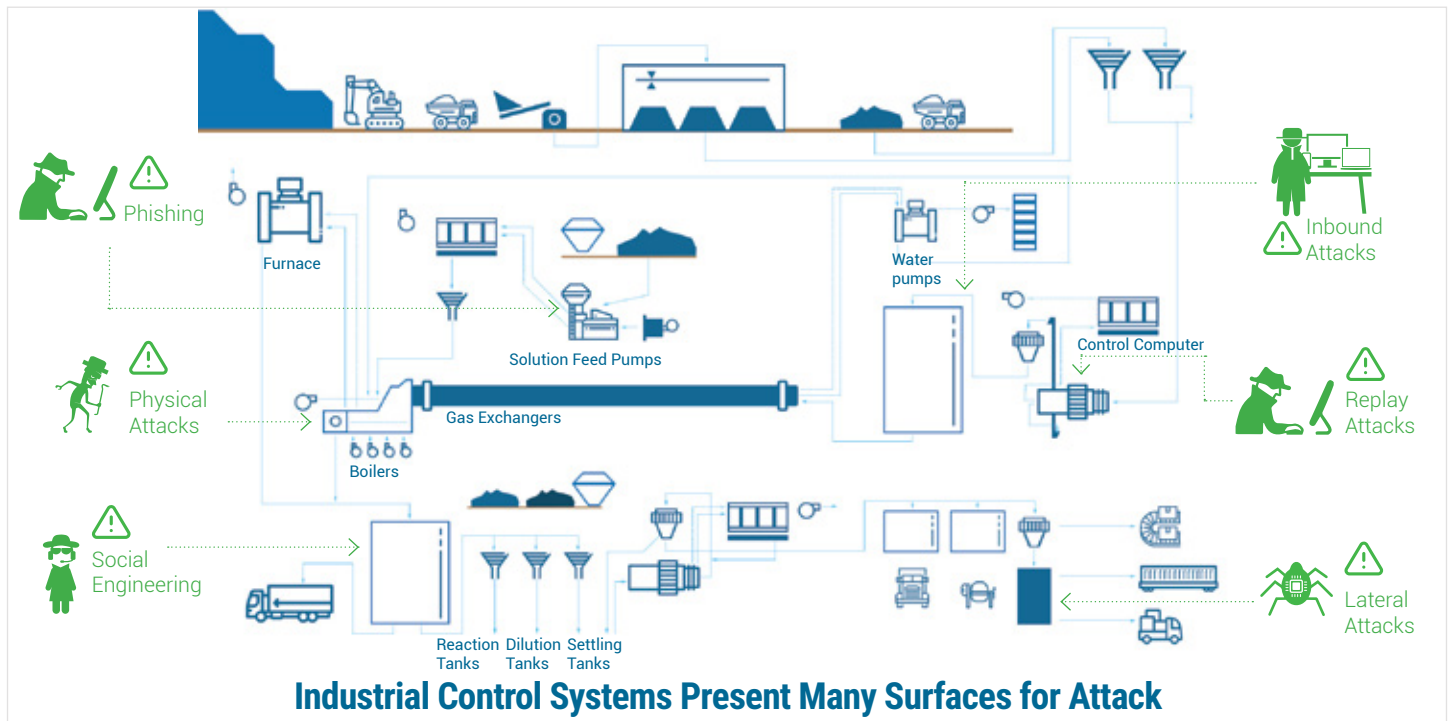 Phishing
Furnace
Water
pumps
Inbound
Attacks
Solution Feed Pumps
Control Computer
Physical
Attacks
Gas Exchangers
Replay
Attacks
Boilers
Social
Engineering
Lateral
Attacks
Reaction
Tanks
Dilution
Tanks
Settling
Tanks
Industrial Control Systems Present Many Surfaces for Attack